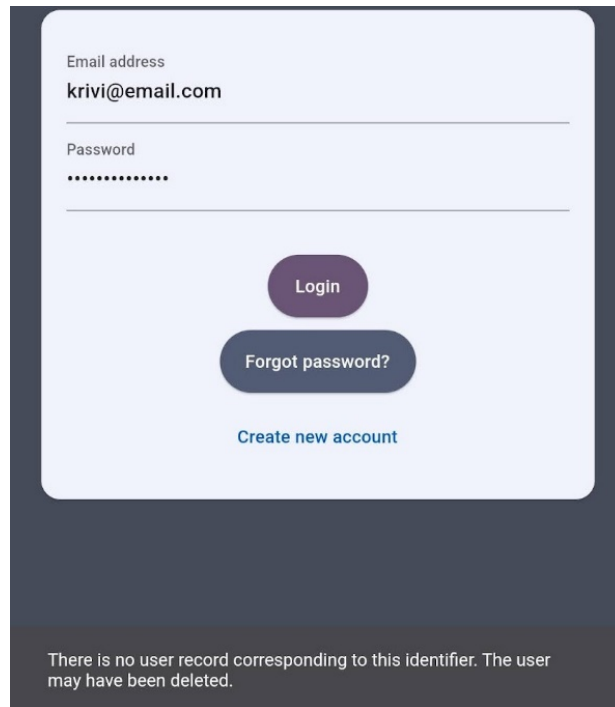 Email address
krivi@email.com
Password
••••••••••••••
Login
Forgot password?
Create new account
There is no user record corresponding to this identifier. The user
may have been deleted.